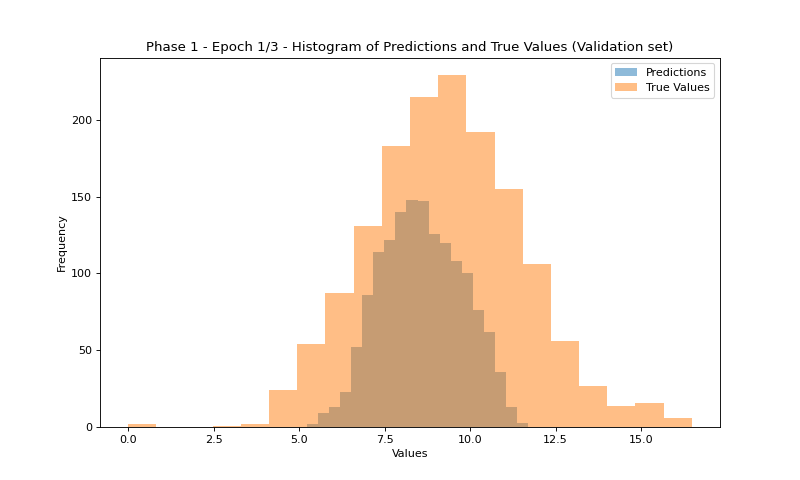 Phase 1 - Epoch 1/3 - Histogram of Predictions and True Values (Validation set)
Predictions
True Values
200
150
100
50
0
Frequency
0.0 2.5 5.0 7.5 10.0 12.5 15.0
Values